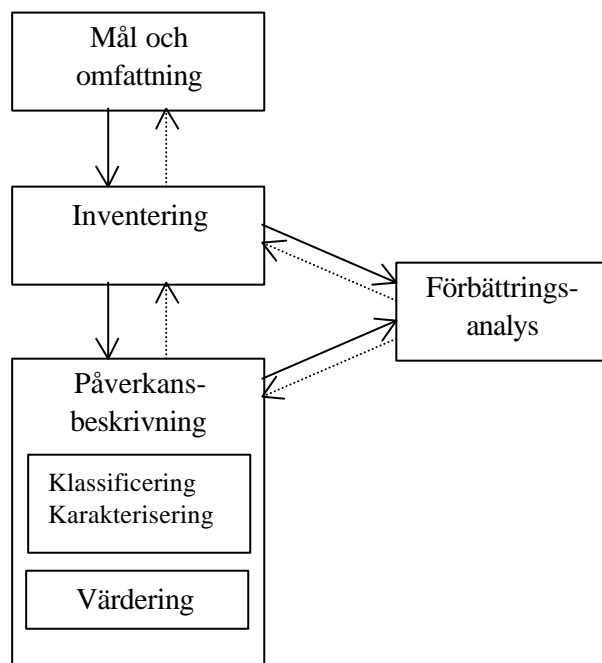 Mål och
omfattning
Inventering
Förbättrings-
analys
Påverkans-
beskrivning
Klassificering
Karakterisering
Värdering